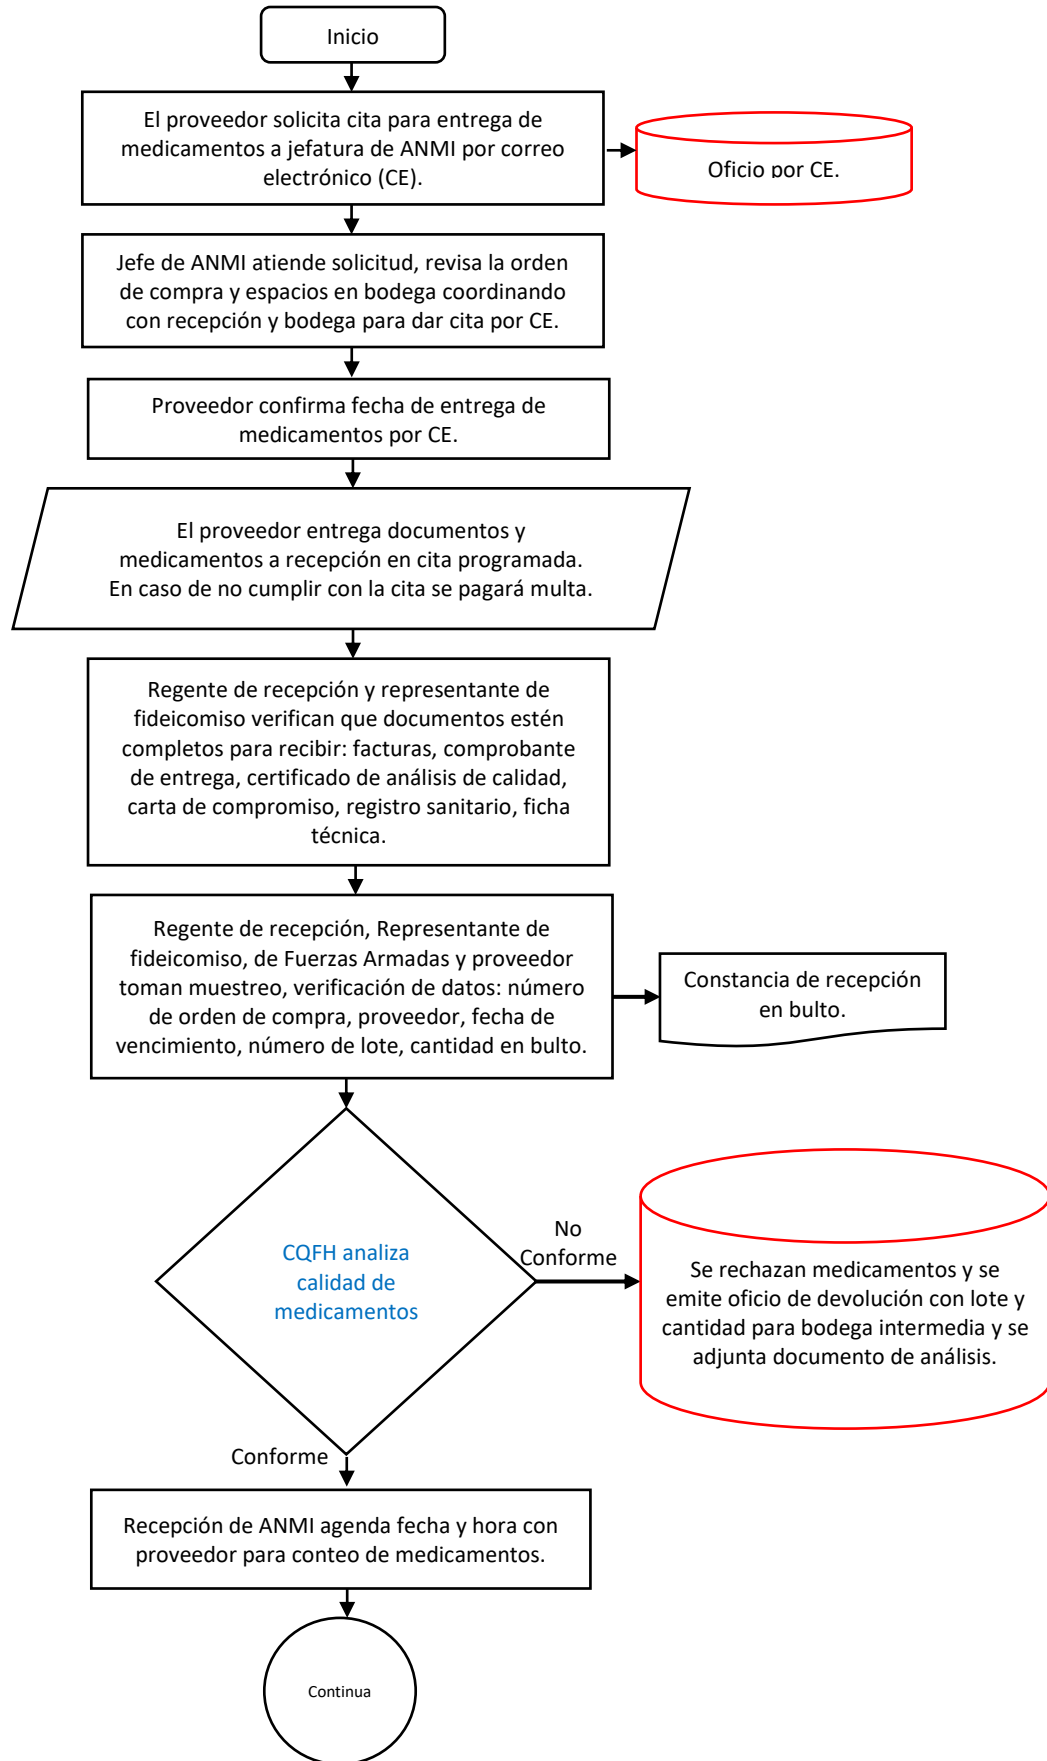 Inicio
El proveedor solicita cita para entrega de
medicamentos a jefatura de ANMI por correo
electrónico (CE).
Oficio por CE.
Jefe de ANMI atiende solicitud, revisa la orden
de compra y espacios en bodega coordinando
con recepción y bodega para dar cita por CE.
Proveedor confirma fecha de entrega de
medicamentos por CE.
El proveedor entrega documentos y
medicamentos a recepción en cita programada.
En caso de no cumplir con la cita se pagará multa.
Regente de recepción y representante de
fideicomiso verifican que documentos estén
completos para recibir: facturas, comprobante
de entrega, certificado de análisis de calidad,
carta de compromiso, registro sanitario, ficha
técnica.
Regente de recepción, Representante de
fideicomiso, de Fuerzas Armadas y proveedor
toman muestreo, verificación de datos: número
de orden de compra, proveedor, fecha de
vencimiento, número de lote, cantidad en bulto.
Constancia de recepción
en bulto.
CQFH analiza
calidad de
medicamentos
No
Conforme
Se rechazan medicamentos y se
emite oficio de devolución con lote y
cantidad para bodega intermedia y se
adjunta documento de análisis.
Conforme
Recepción de ANMI agenda fecha y hora con
proveedor para conteo de medicamentos.
Continua